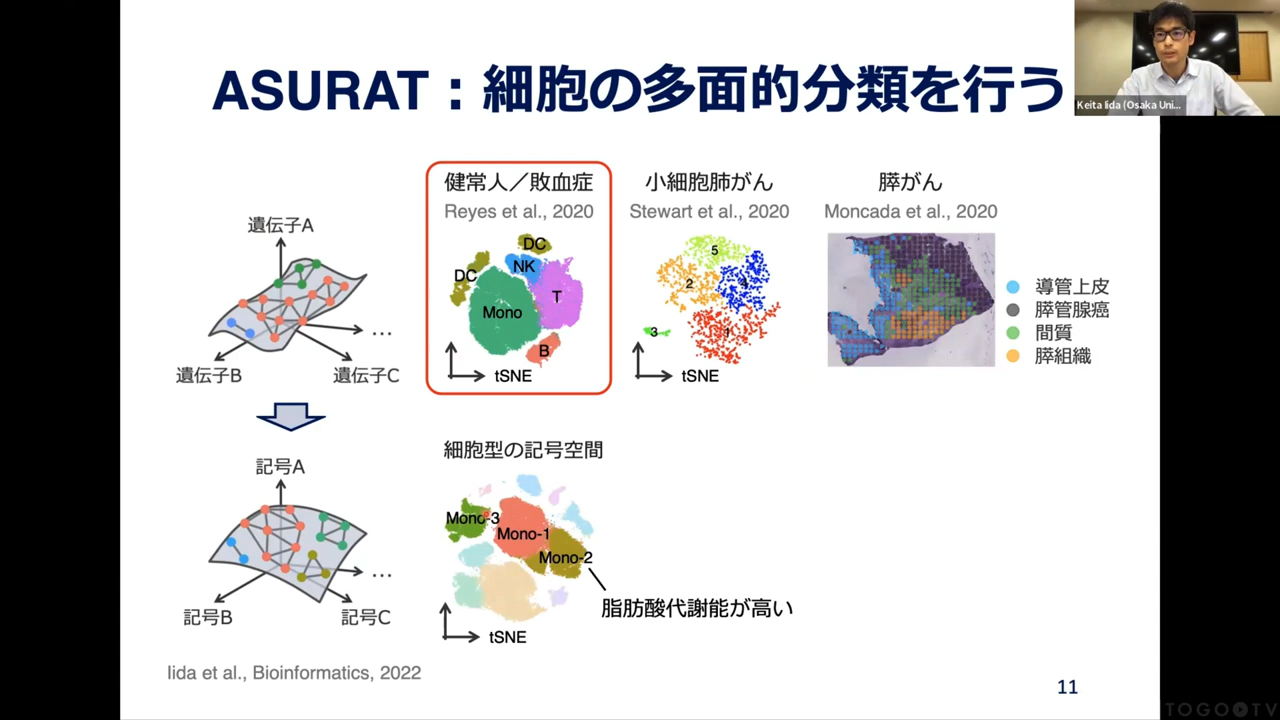 ASURAT：細胞の多面的分類を行う
Keita Iida (Osaka Uni...
健常人／敗血症
Reyes et al., 2020
小細胞肺がん
Stewart et al., 2020
膵がん
Moncada et al., 2020
遺伝子A
遺伝子B
遺伝子C
...
DC
DC
NK
T
Mono
B
tSNE
5
2
4
3
1
tSNE
導管上皮
膵管腺癌
間質
膵組織
記号A
記号B
記号C
...
細胞型の記号空間
Mono-3
Mono-1
Mono-2
脂肪酸代謝能が高い
tSNE
Iida et al., Bioinformatics, 2022
11
TOGO TV